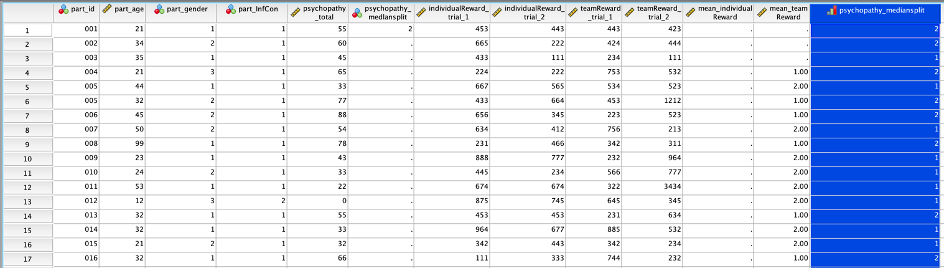 part_id part_age part_gender part_InfCon psychopathy_total psychopathy_mediansplit individualReward_trial_1 individualReward_trial_2 teamReward_trial_1 teamReward_trial_2 mean_individualReward mean_teamReward psychopathy_mediansplit
1 001 21 1 1 55 2 453 443 443 423 . . 2
2 002 34 2 1 60 . 665 222 424 444 . . 2
3 003 35 1 1 45 . 433 111 234 111 . . 1
4 004 21 3 1 65 . 224 222 753 532 . 1.00 2
5 005 44 1 1 33 . 667 565 534 523 . 2.00 1
6 005 32 2 1 77 . 433 664 453 1212 . 2.00 2
7 006 45 2 1 88 . 656 345 223 523 . 1.00 2
8 007 50 2 1 54 . 634 412 756 213 . 2.00 2
9 008 99 1 1 78 . 231 466 342 311 . 1.00 2
10 009 23 1 1 43 . 888 777 232 964 . 2.00 1
11 010 24 2 1 33 . 445 234 566 777 . 2.00 1
12 011 53 1 1 22 . 674 674 322 3434 . 2.00 1
13 012 12 3 2 0 . 875 745 645 345 . 2.00 1
14 013 32 1 1 55 . 453 453 231 634 . 1.00 2
15 014 32 1 1 33 . 964 677 885 532 . 2.00 1
16 015 21 2 1 32 . 342 443 342 234 . 2.00 1
17 016 32 1 1 66 . 111 333 744 232 . 1.00 2